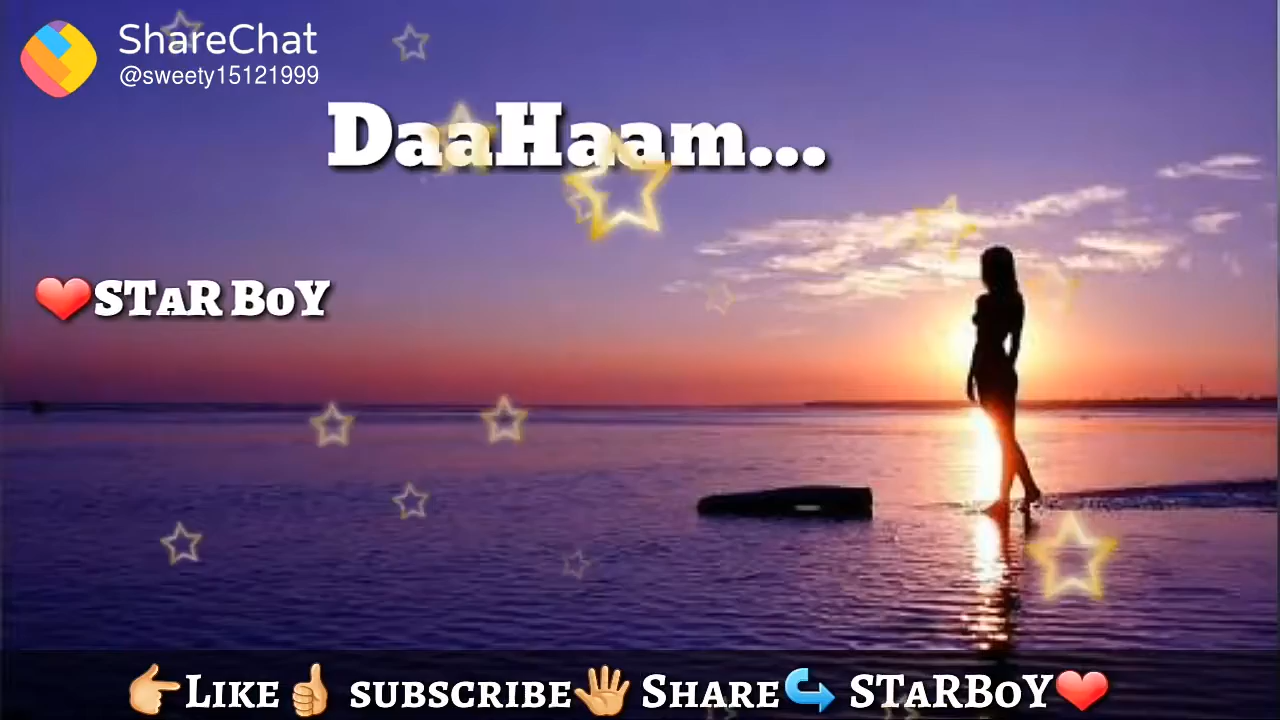 ShareChat
@sweety15121999
DaaHaam...
❤STaR BoY
👉Like👍 subscribe🖐 Share↪ STaRBoY❤